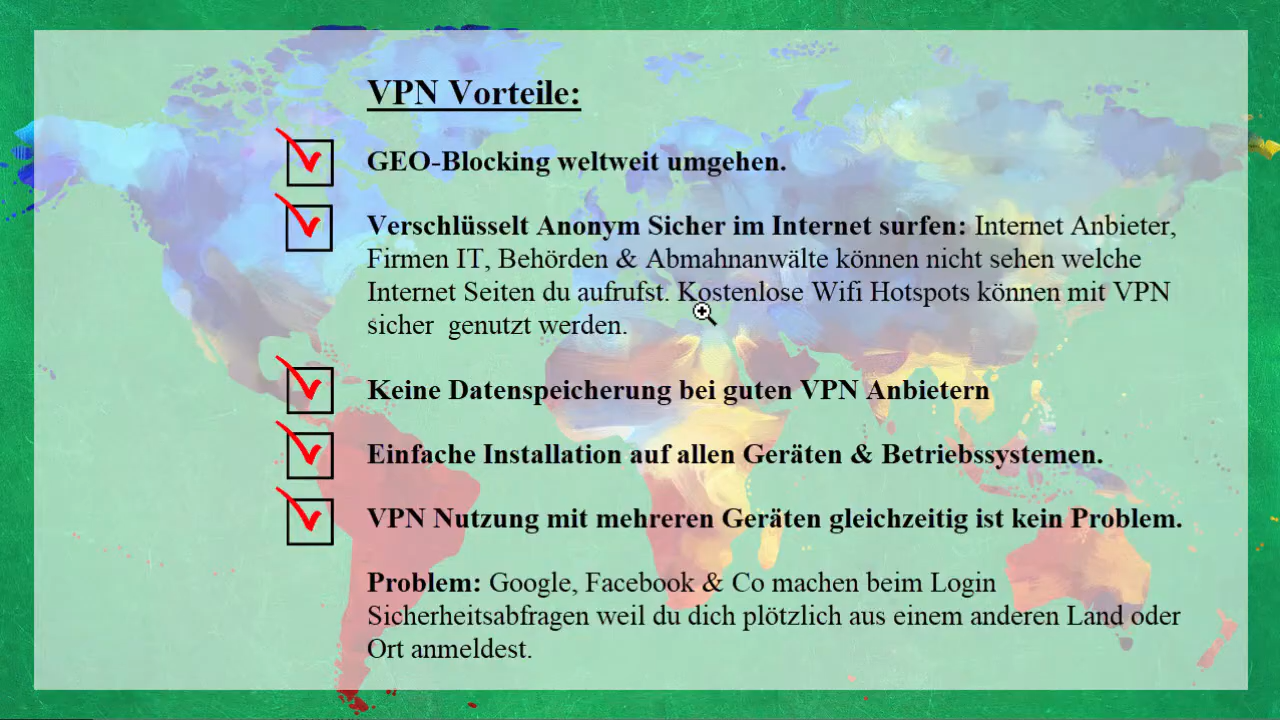 VPN Vorteile:
GEO-Blocking weltweit umgehen.
Verschlüsselt Anonym Sicher im Internet surfen: Internet Anbieter,
Firmen IT, Behörden & Abmahnanwälte können nicht sehen welche
Internet Seiten du aufrufst. Kostenlose Wifi Hotspots können mit VPN
sicher  genutzt werden.
Keine Datenspeicherung bei guten VPN Anbietern
Einfache Installation auf allen Geräten & Betriebssystemen.
VPN Nutzung mit mehreren Geräten gleichzeitig ist kein Problem.
Problem: Google, Facebook & Co machen beim Login
Sicherheitsabfragen weil du dich plötzlich aus einem anderen Land oder
Ort anmeldest.